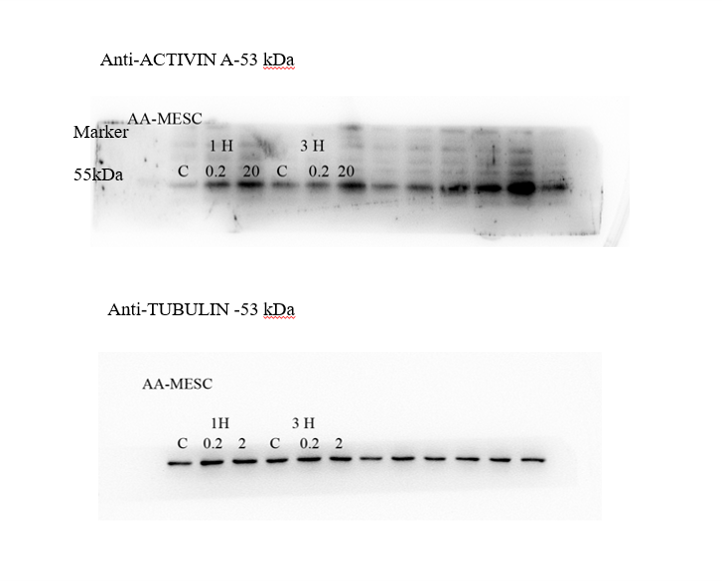 Anti-ACTIVIN A-53 kDa
AA-MESC
Marker
1 H 3 H
55kDa C 0.2 20 C 0.2 20
Anti-TUBULIN -53 kDa
AA-MESC
1H 3 H
C 0.2 2 C 0.2 2